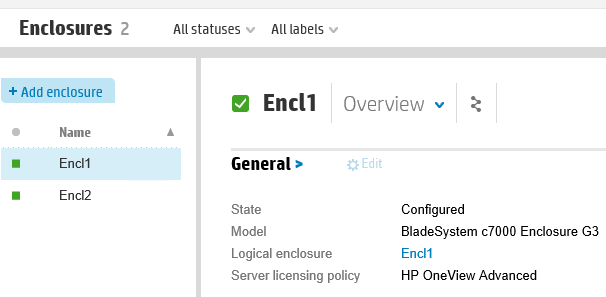 Enclosures 2 All statuses All labels
+ Add enclosure
Name
Encl1
Encl2
Encl1 Overview
General > Edit
State Configured
Model BladeSystem c7000 Enclosure G3
Logical enclosure Encl1
Server licensing policy HP OneView Advanced